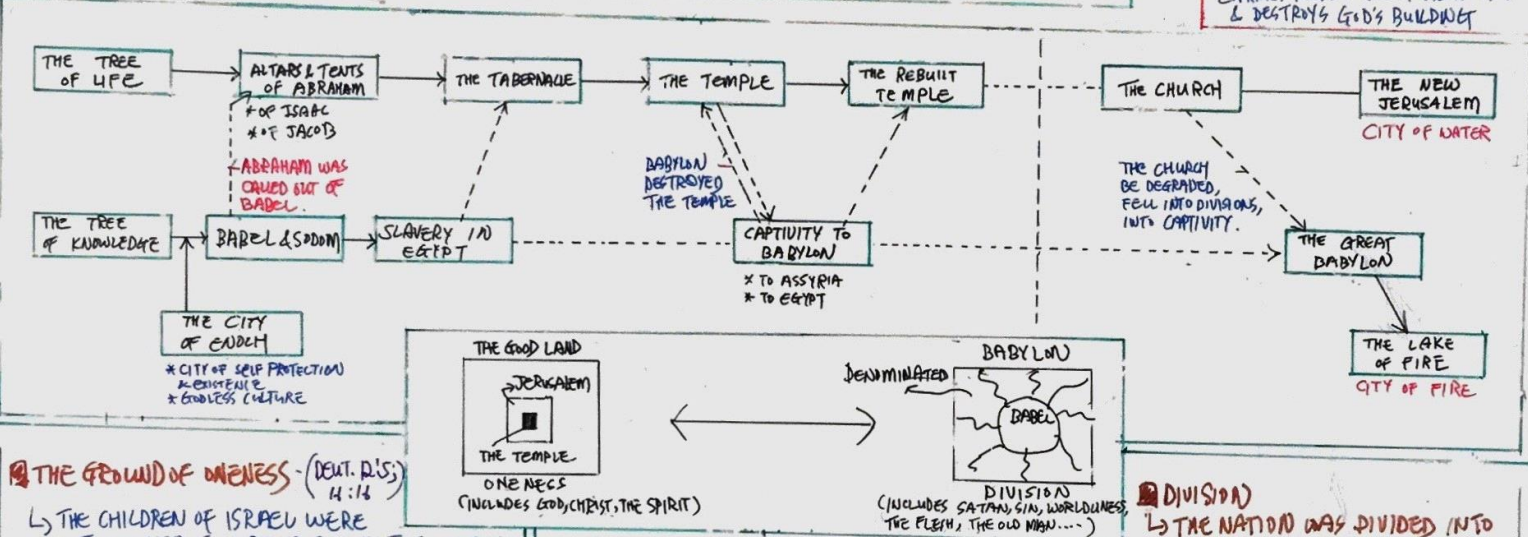 & DESTROYS GOD'S BUILDING
THE TREE
OF LIFE
ALTARS & TENTS
OF ABRAHAM
* OF ISAAC
* OF JACOB
THE TABERNACLE
THE TEMPLE
THE REBUILT
TEMPLE
THE CHURCH
THE NEW
JERUSALEM
CITY OF WATER
ABRAHAM WAS
CALLED OUT OF
BABEL.
BABYLON
DESTROYED
THE TEMPLE
THE CHURCH
BE DEGRADED,
FELL INTO DIVISIONS,
INTO CAPTIVITY.
THE TREE
OF KNOWLEDGE
BABEL & SODOM
SLAVERY IN
EGYPT
CAPTIVITY TO
BABYLON
* TO ASSYRIA
* TO EGYPT
THE GREAT
BABYLON
THE CITY
OF ENOCH
* CITY OF SELF PROTECTION
& EXISTENCE
* GODLESS CULTURE
THE LAKE
OF FIRE
CITY OF FIRE
THE GOOD LAND
JERUSALEM
THE TEMPLE
ONENESS
(INCLUDES GOD, CHRIST, THE SPIRIT)
BABYLON
DENOMINATED
BABEL
DIVISION
(INCLUDES SATAN, SIN, WORLDLINESS,
THE FLESH, THE OLD MAN....)
THE GROUND OF ONENESS - (DEUT. 12:5;
16:16)
↳ THE CHILDREN OF ISRAEL WERE
DIVISION
↳ THE NATION WAS DIVIDED INTO